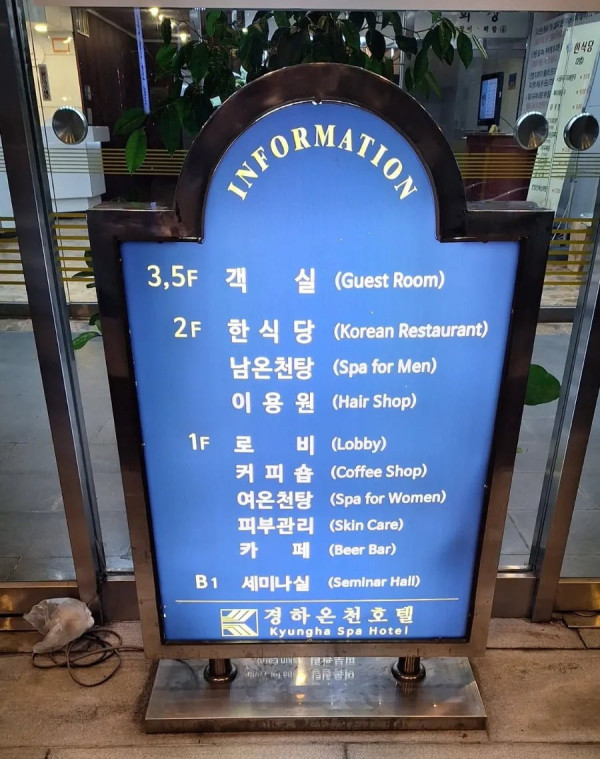 INFORMATION
3,5F 객 실 (Guest Room)
2F 한 식 당 (Korean Restaurant)
남온천탕 (Spa for Men)
이 용 원 (Hair Shop)
1F 로 비 (Lobby)
커 피 숍 (Coffee Shop)
여온천탕 (Spa for Women)
피부관리 (Skin Care)
카 페 (Beer Bar)
B1 세미나실 (Seminar Hall)
경하온천호텔
Kyungha Spa Hotel
한식당